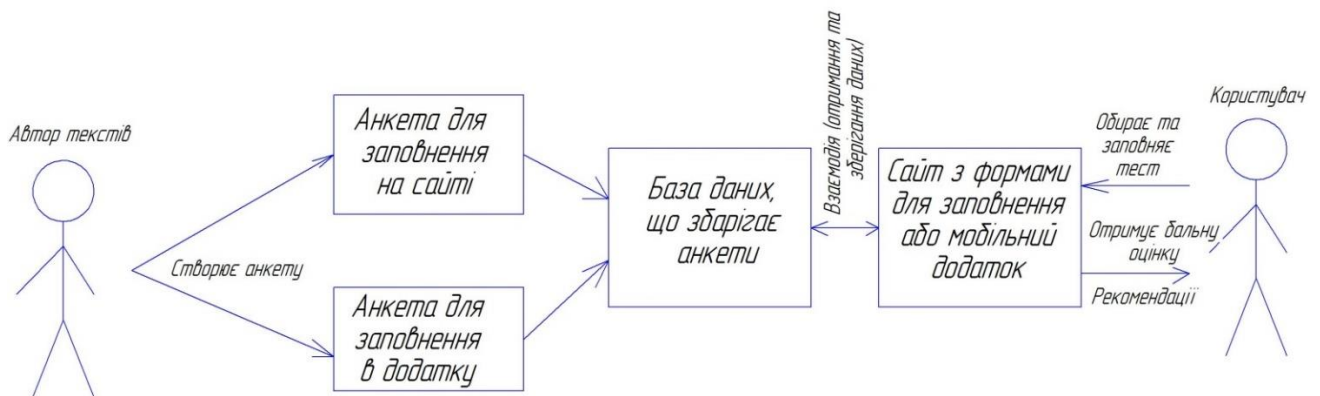 Автор текстів
Створює анкету
Анкета для
заповнення
на сайті
Анкета для
заповнення
в додатку
База даних,
що збарігає
анкети
Взаємодія (отримання та
зберігання даних)
Сайт з формами
для заповнення
або мобільний
додаток
Користувач
Обирає та
заповняє
тест
Отримує бальну
оцінку
Рекомендації